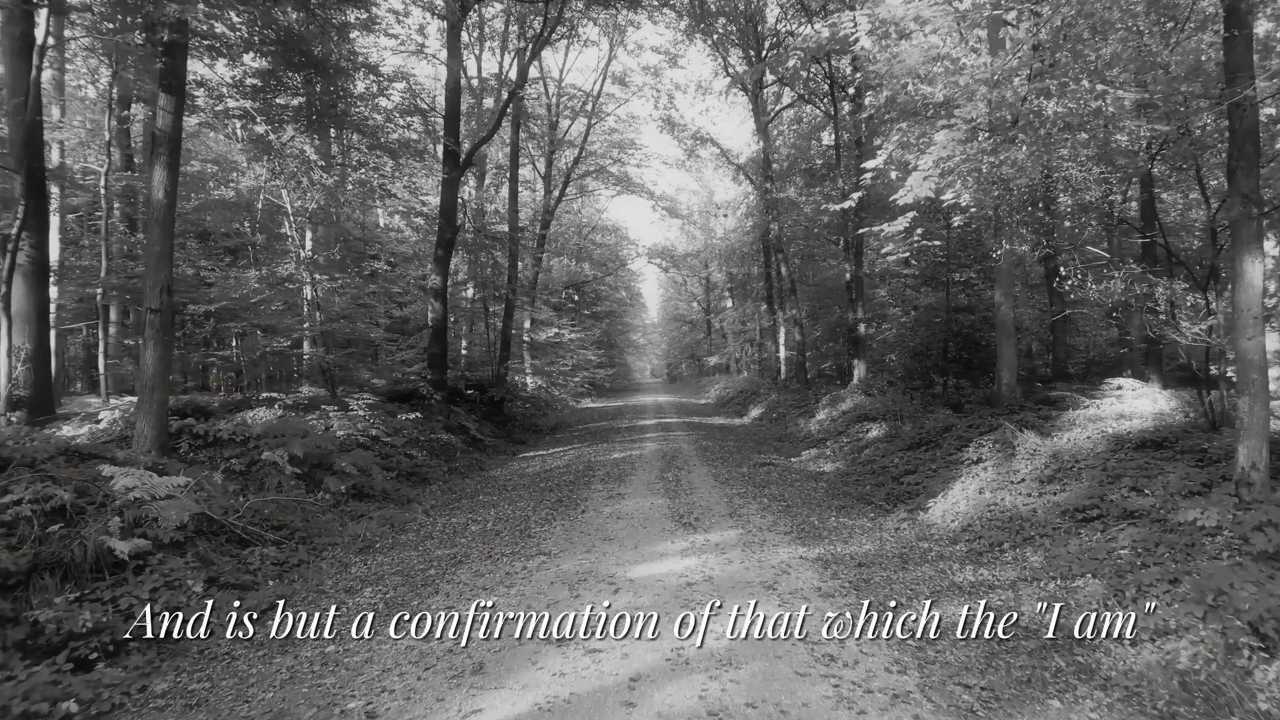 And is but a confirmation of that which the "I am"